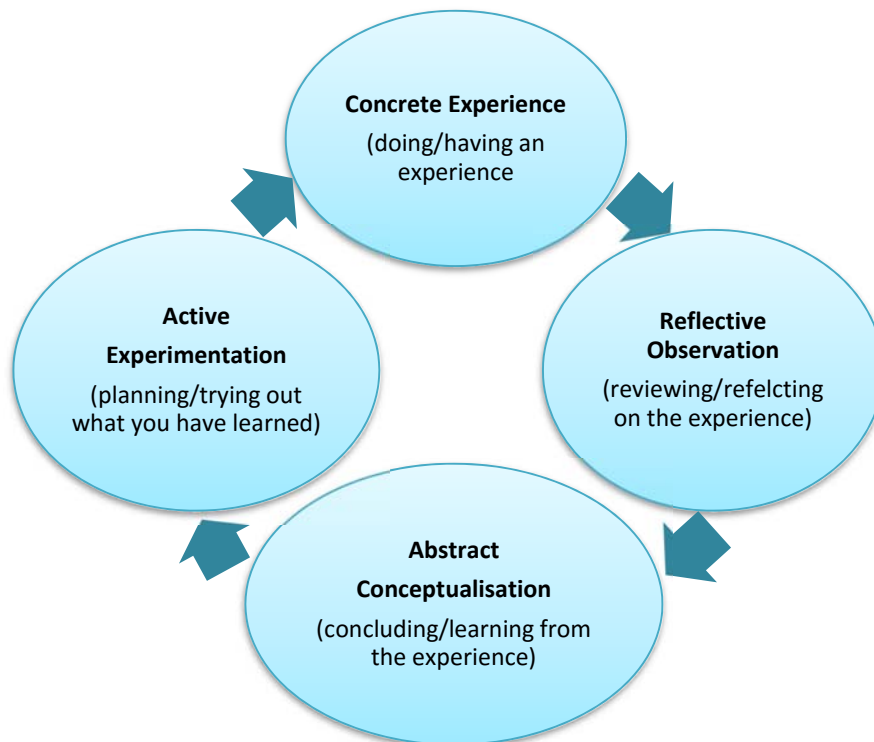 Concrete Experience
(doing/having an
experience
Reflective
Observation
(reviewing/refelcting
on the experience)
Abstract
Conceptualisation
(concluding/learning from
the experience)
Active
Experimentation
(planning/trying out
what you have learned)